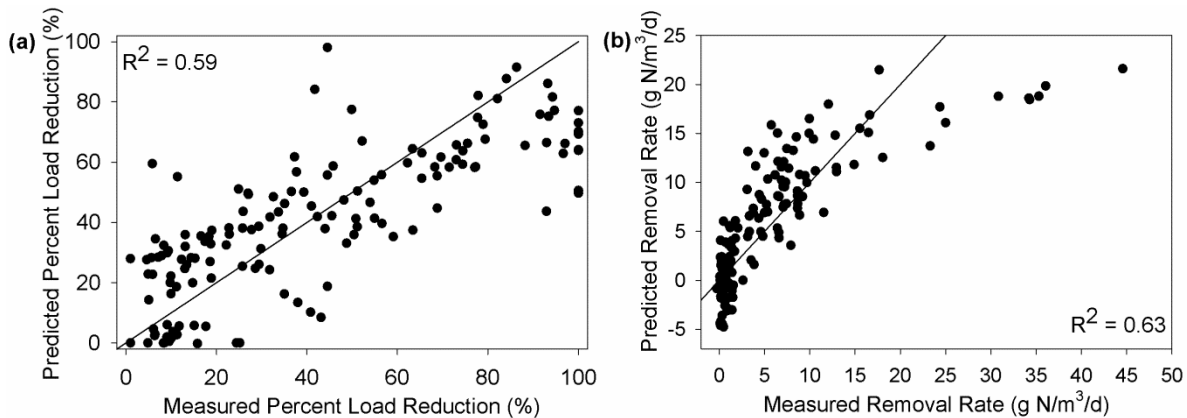 (a)
R² = 0.59
Predicted Percent Load Reduction (%)
100
80
60
40
20
0
0 20 40 60 80 100
Measured Percent Load Reduction (%)
(b)
Predicted Removal Rate (g N/m³/d)
25
20
15
10
5
0
-5
R² = 0.63
0 5 10 15 20 25 30 35 40 45 50
Measured Removal Rate (g N/m³/d)